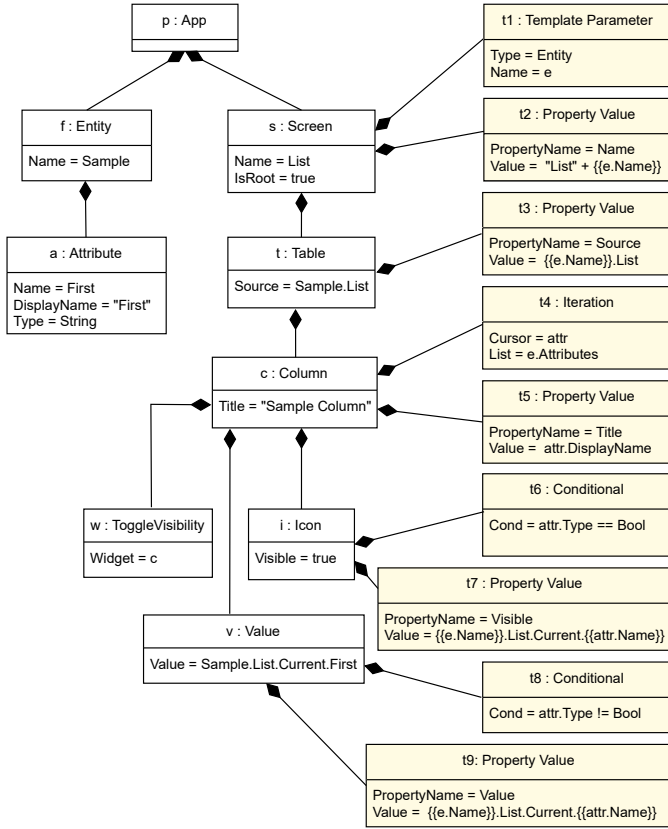 p : App
t1 : Template Parameter
Type = Entity
Name = e
f : Entity
Name = Sample
s : Screen
Name = List
IsRoot = true
t2 : Property Value
PropertyName = Name
Value =  "List" + {{e.Name}}
a : Attribute
Name = First
DisplayName = "First"
Type = String
t : Table
Source = Sample.List
t3 : Property Value
PropertyName = Source
Value =  {{e.Name}}.List
t4 : Iteration
Cursor = attr
List = e.Attributes
c : Column
Title = "Sample Column"
t5 : Property Value
PropertyName = Title
Value =  attr.DisplayName
w : ToggleVisibility
Widget = c
i : Icon
Visible = true
t6 : Conditional
Cond = attr.Type == Bool
t7 : Property Value
PropertyName = Visible
Value = {{e.Name}}.List.Current.{{attr.Name}}
v : Value
Value = Sample.List.Current.First
t8 : Conditional
Cond = attr.Type != Bool
t9: Property Value
PropertyName = Value
Value =  {{e.Name}}.List.Current.{{attr.Name}}